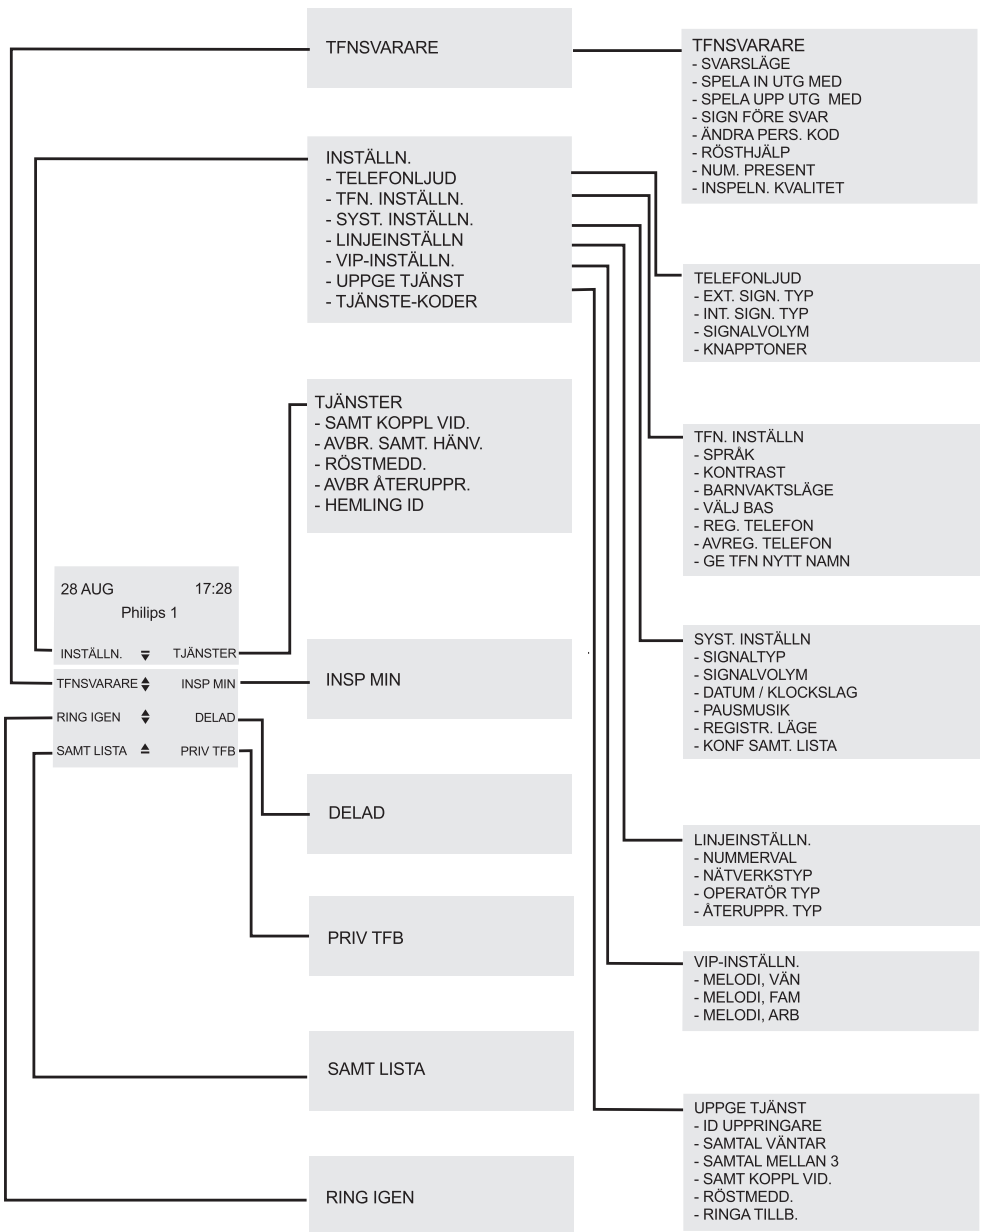 TFNSVARARE
TFNSVARARE
- SVARSLÄGE
- SPELA IN UTG MED
- SPELA UPP UTG MED
- SIGN FÖRE SVAR
- ÄNDRA PERS. KOD
- RÖSTHJÄLP
- NUM. PRESENT
- INSPELN. KVALITET
INSTÄLLN.
- TELEFONLJUD
- TFN. INSTÄLLN.
- SYST. INSTÄLLN.
- LINJEINSTÄLLN
- VIP-INSTÄLLN.
- UPPGE TJÄNST
- TJÄNSTE-KODER
TELEFONLJUD
- EXT. SIGN. TYP
- INT. SIGN. TYP
- SIGNALVOLYM
- KNAPPTONER
TJÄNSTER
- SAMT KOPPL VID.
- AVBR. SAMT. HÄNV.
- RÖSTMEDD.
- AVBR ÅTERUPPR.
- HEMLING ID
TFN. INSTÄLLN
- SPRÅK
- KONTRAST
- BARNVAKTSLÄGE
- VÄLJ BAS
- REG. TELEFON
- AVREG. TELEFON
- GE TFN NYTT NAMN
28 AUG 17:28
Philips 1
INSTÄLLN. TJÄNSTER
TFNSVARARE INSP MIN
RING IGEN DELAD
SAMT LISTA PRIV TFB
INSP MIN
SYST. INSTÄLLN
- SIGNALTYP
- SIGNALVOLYM
- DATUM / KLOCKSLAG
- PAUSMUSIK
- REGISTR. LÄGE
- KONF SAMT. LISTA
DELAD
LINJEINSTÄLLN.
- NUMMERVAL
- NÄTVERKSTYP
- OPERATÖR TYP
- ÅTERUPPR. TYP
PRIV TFB
VIP-INSTÄLLN.
- MELODI, VÄN
- MELODI, FAM
- MELODI, ARB
SAMT LISTA
UPPGE TJÄNST
- ID UPPRINGARE
- SAMTAL VÄNTAR
- SAMTAL MELLAN 3
- SAMT KOPPL VID.
- RÖSTMEDD.
- RINGA TILLB.
RING IGEN